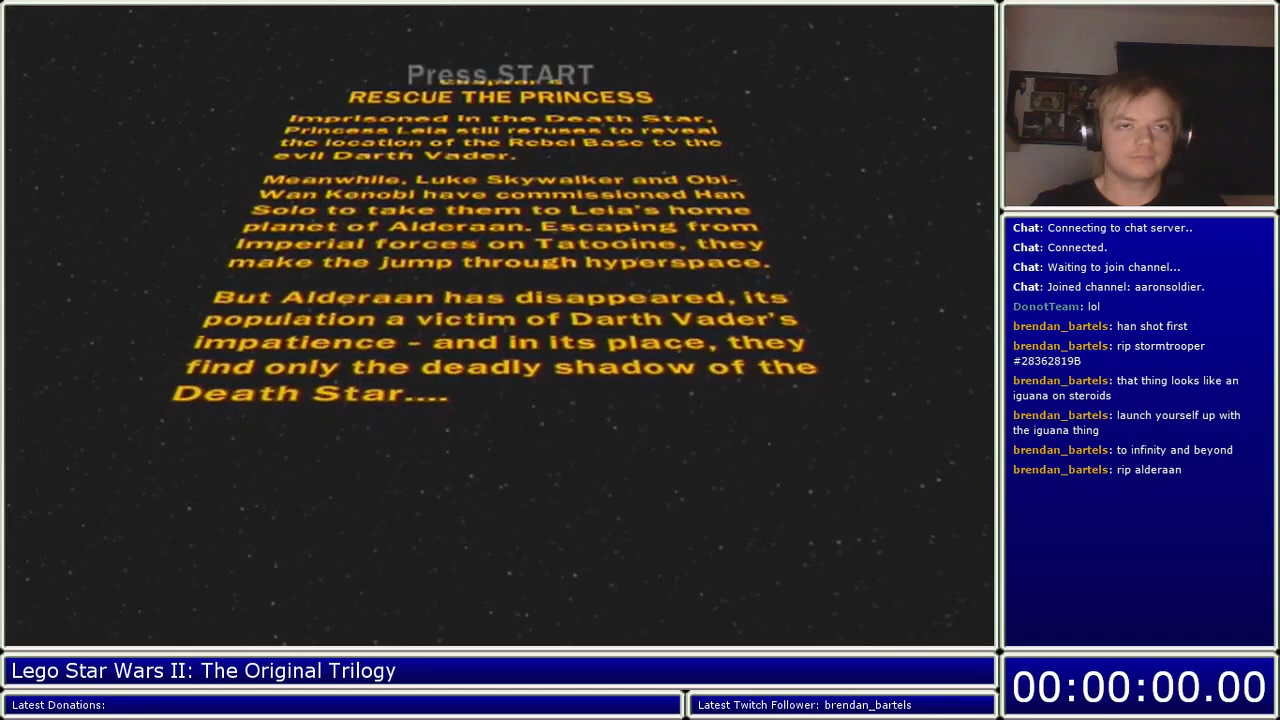 Press START
RESCUE THE PRINCESS
Imprisoned in the Death Star,
Princess Leia still refuses to reveal
the location of the Rebel Base to the
evil Darth Vader.
Meanwhile, Luke Skywalker and Obi-
Wan Kenobi have commissioned Han
Solo to take them to Leia's home
planet of Alderaan. Escaping from
Imperial forces on Tatooine, they
make the jump through hyperspace.
But Alderaan has disappeared, its
population a victim of Darth Vader's
impatience - and in its place, they
find only the deadly shadow of the
Death Star....
Chat: Connecting to chat server..
Chat: Connected.
Chat: Waiting to join channel...
Chat: Joined channel: aaronsoldier.
DonotTeam: lol
brendan_bartels: han shot first
brendan_bartels: rip stormtrooper
#28362819B
brendan_bartels: that thing looks like an
iguana on steroids
brendan_bartels: launch yourself up with
the iguana thing
brendan_bartels: to infinity and beyond
brendan_bartels: rip alderaan
Lego Star Wars II: The Original Trilogy
Latest Donations:
Latest Twitch Follower: brendan_bartels
00:00:00.00